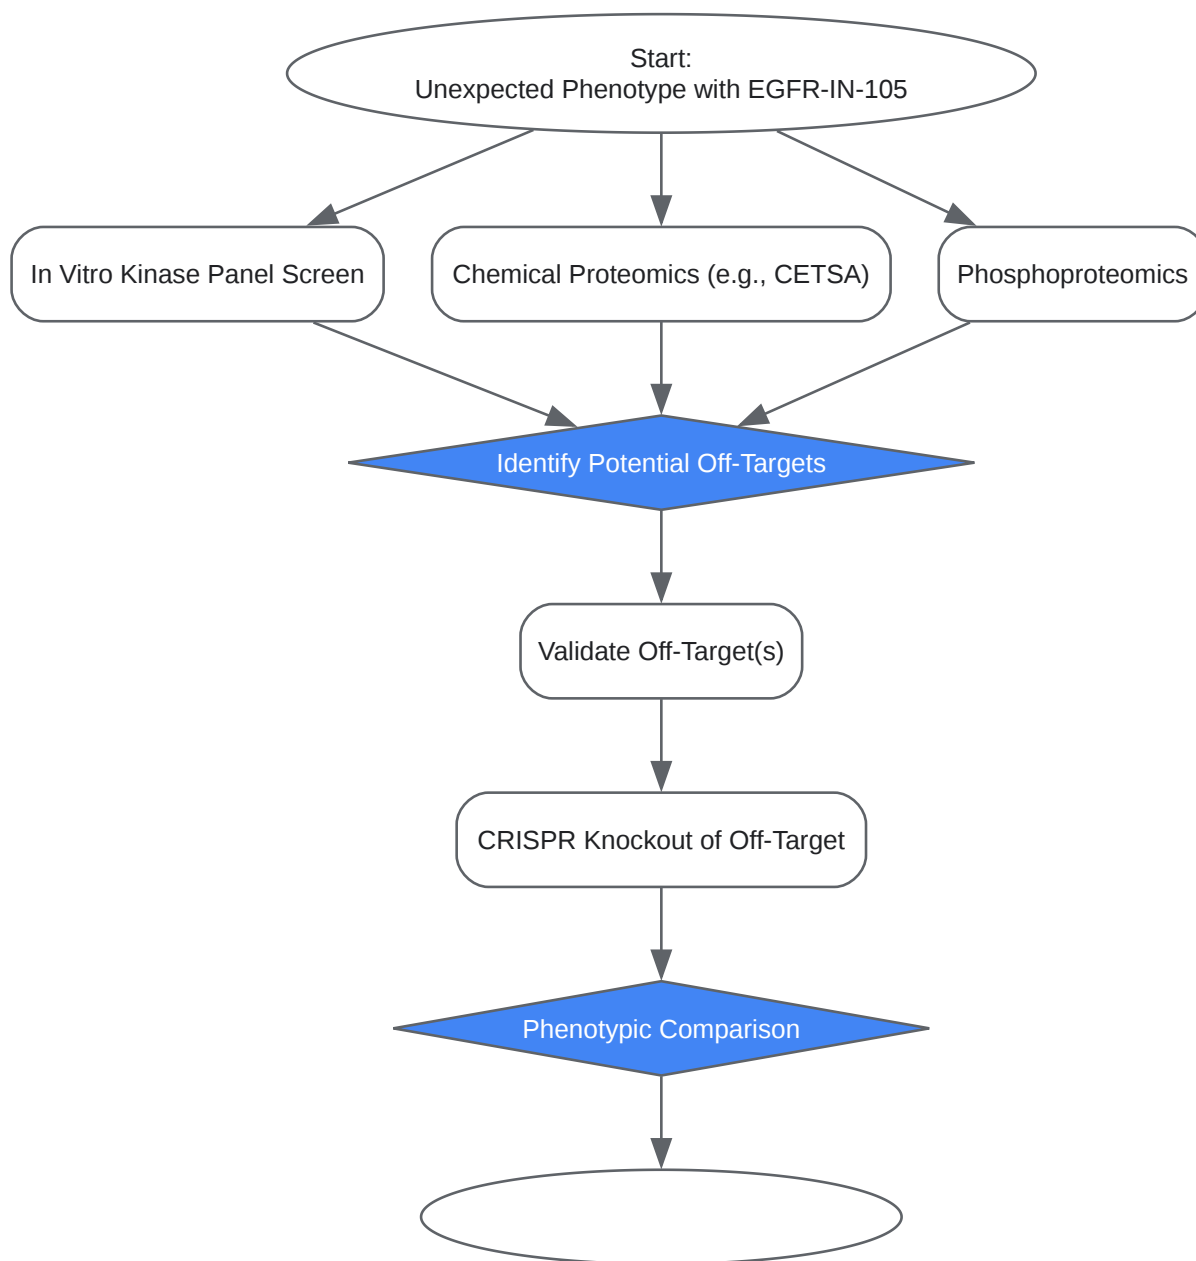 Start:
Unexpected Phenotype with EGFR-IN-105
In Vitro Kinase Panel Screen
Chemical Proteomics (e.g., CETSA)
Phosphoproteomics
Identify Potential Off-Targets
Validate Off-Target(s)
CRISPR Knockout of Off-Target
Phenotypic Comparison